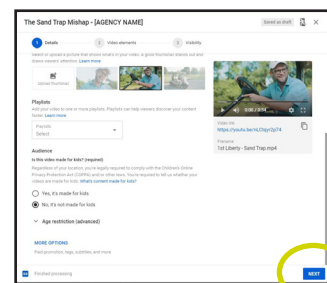 The Sand Trap Mishap - [AGENCY NAME]
Saved as draft
1 Details
2 Video elements
3 Visibility
Select or upload a picture that shows what's in your video. A good thumbnail stands out and
draws viewers' attention. Learn more
Upload thumbnail
Playlists
Add your video to one or more playlists. Playlists can help viewers discover your content
faster. Learn more
Playlists
Select
Audience
Is this video made for kids? (required)
Regardless of your location, you're legally required to comply with the Children's Online
Privacy Protection Act (COPPA) and/or other laws. You're required to tell us whether your
videos are made for kids. What's content made for kids?
Yes, it's made for kids
No, it's not made for kids
Age restriction (advanced)
MORE OPTIONS
Paid promotion, tags, subtitles, and more
0:00 / 0:54
Video link
Filename
1st Liberty - Sand Trap.mp4
Finished processing
NEXT